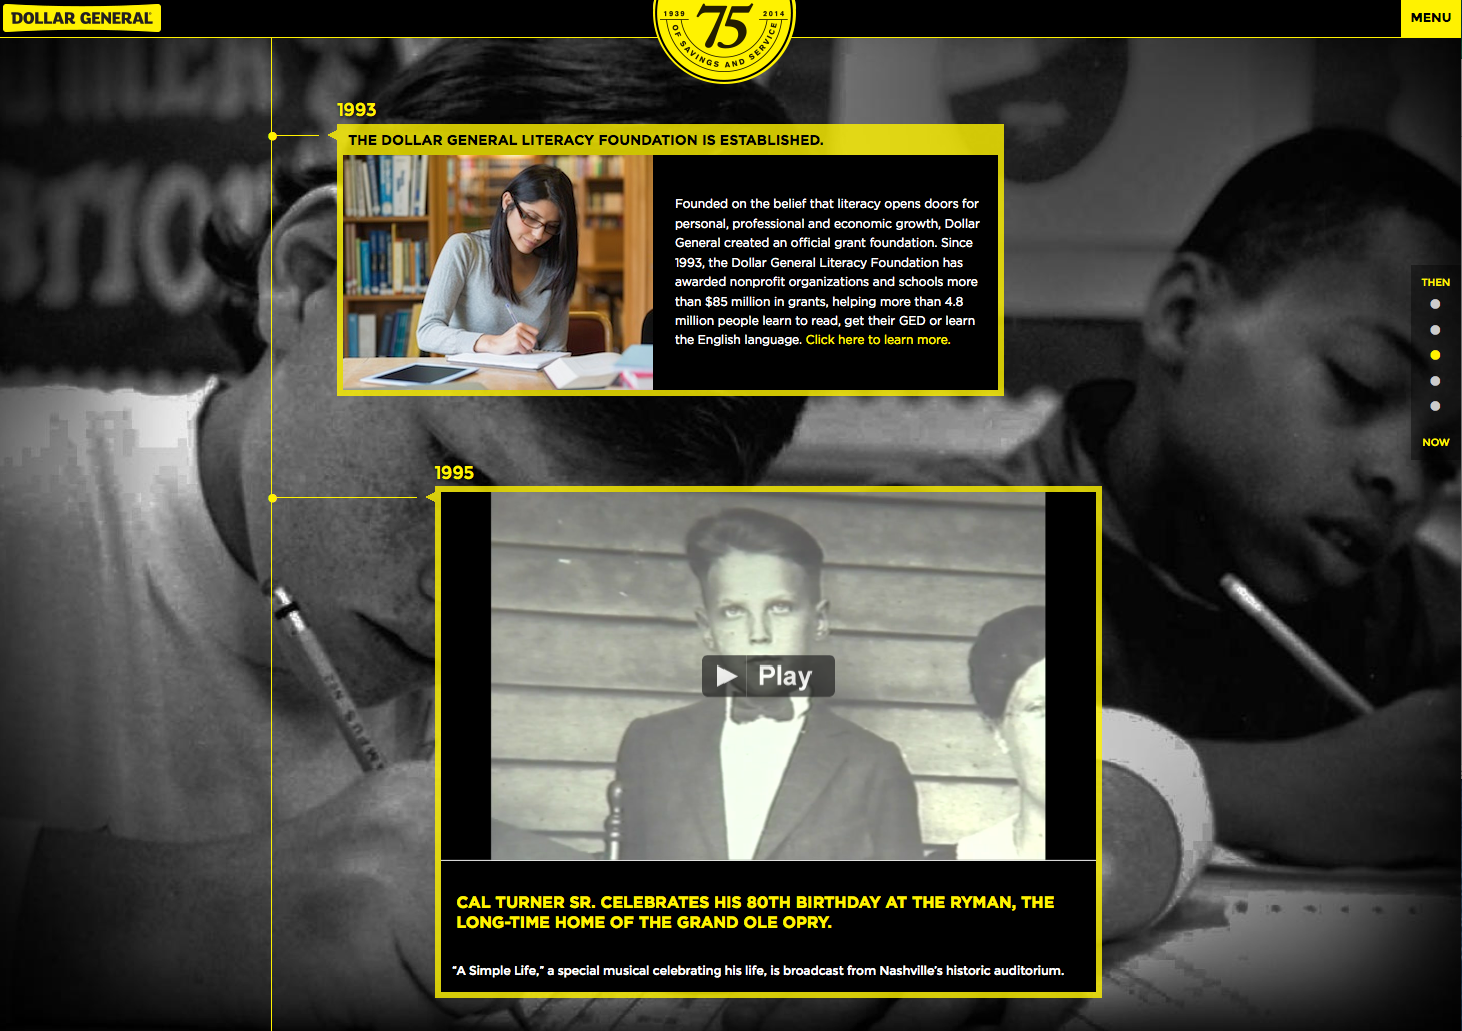 DOLLAR GENERAL
1939 75 2014
OF SAVINGS AND SERVICE
MENU
1993
THE DOLLAR GENERAL LITERACY FOUNDATION IS ESTABLISHED.
Founded on the belief that literacy opens doors for
personal, professional and economic growth, Dollar
General created an official grant foundation. Since
1993, the Dollar General Literacy Foundation has
awarded nonprofit organizations and schools more
than $85 million in grants, helping more than 4.8
million people learn to read, get their GED or learn
the English language. Click here to learn more.
THEN
NOW
1995
Play
CAL TURNER SR. CELEBRATES HIS 80TH BIRTHDAY AT THE RYMAN, THE
LONG-TIME HOME OF THE GRAND OLE OPRY.
“A Simple Life,” a special musical celebrating his life, is broadcast from Nashville’s historic auditorium.